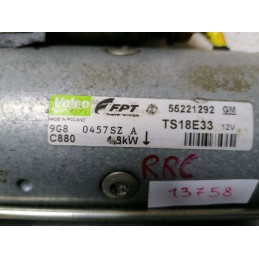 Valeo FPT 55221292 GM
MADE IN POLAND
9G8 0457SZ A TS18E33 12V
C880 kW
RRC
13758